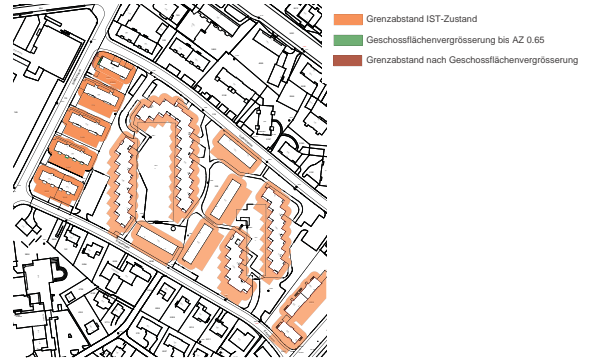 Grenzabstand IST-Zustand
Geschossflächenvergrösserung bis AZ 0.65
Grenzabstand nach Geschossflächenvergrösserung